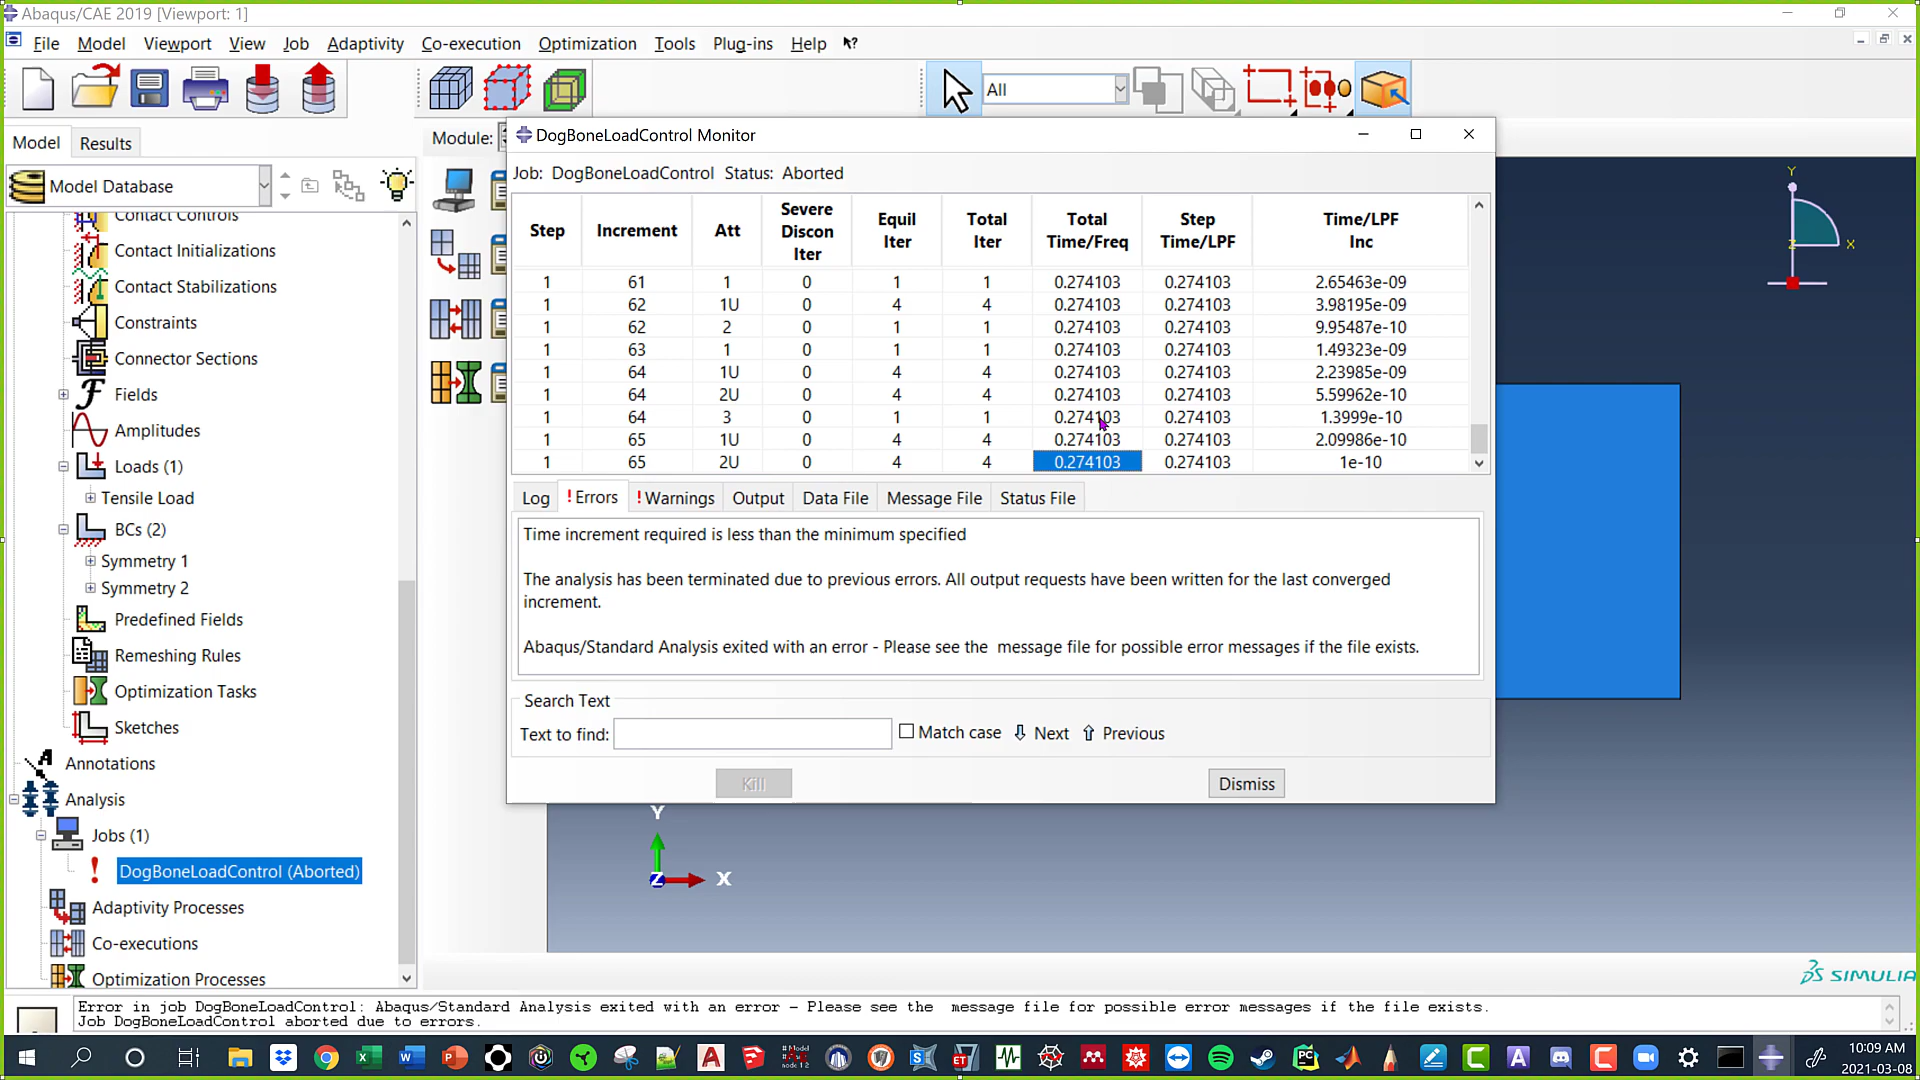 Abaqus/CAE 2019 [Viewport: 1]
File Model Viewport View Job Adaptivity Co-execution Optimization Tools Plug-ins Help
All
Model Results
Module:
Model Database
Contact Controls
Contact Initializations
Contact Stabilizations
Constraints
Connector Sections
Fields
Amplitudes
Loads (1)
Tensile Load
BCs (2)
Symmetry 1
Symmetry 2
Predefined Fields
Remeshing Rules
Optimization Tasks
Sketches
Annotations
Analysis
Jobs (1)
DogBoneLoadControl (Aborted)
Adaptivity Processes
Co-executions
Optimization Processes
DogBoneLoadControl Monitor
Job: DogBoneLoadControl Status: Aborted
Step Increment Att Severe Discon Iter Equil Iter Total Iter Total Time/Freq Step Time/LPF Time/LPF Inc
1 61 1 0 1 1 0.274103 0.274103 2.65463e-09
1 62 1U 0 4 4 0.274103 0.274103 3.98195e-09
1 62 2 0 1 1 0.274103 0.274103 9.95487e-10
1 63 1 0 1 1 0.274103 0.274103 1.49323e-09
1 64 1U 0 4 4 0.274103 0.274103 2.23985e-09
1 64 2U 0 4 4 0.274103 0.274103 5.59962e-10
1 64 3 0 1 1 0.274103 0.274103 1.3999e-10
1 65 1U 0 4 4 0.274103 0.274103 2.09986e-10
1 65 2U 0 4 4 0.274103 0.274103 1e-10
Log !Errors !Warnings Output Data File Message File Status File
Time increment required is less than the minimum specified
The analysis has been terminated due to previous errors. All output requests have been written for the last converged
increment.
Abaqus/Standard Analysis exited with an error - Please see the message file for possible error messages if the file exists.
Search Text
Text to find: Match case Next Previous
Kill Dismiss
Y
X
Z
Y
X
Z
SIMULIA
Error in job DogBoneLoadControl: Abaqus/Standard Analysis exited with an error - Please see the message file for possible error messages if the file exists.
Job DogBoneLoadControl aborted due to errors.
10:09 AM
2021-03-08